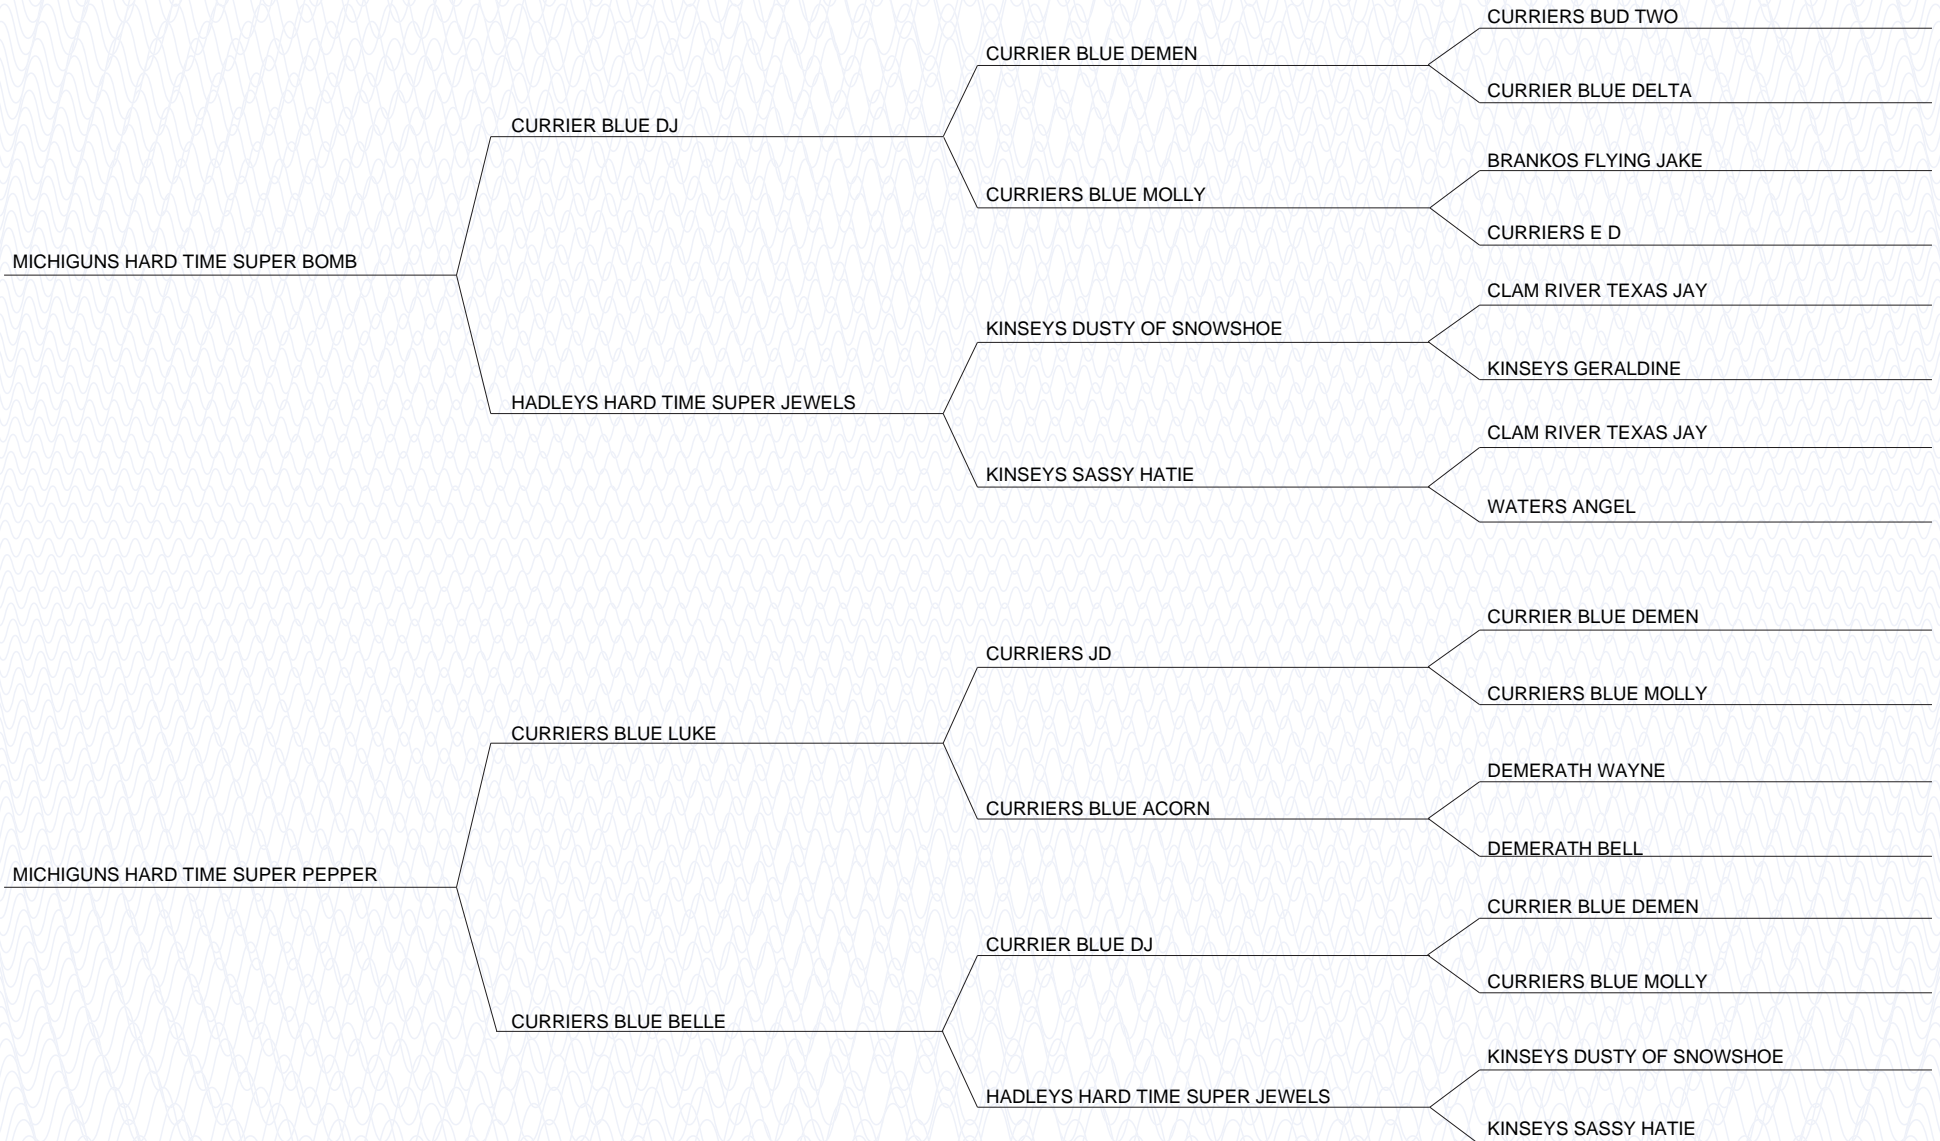 CURRIERS BUD TWO
CURRIER BLUE DEMEN
CURRIER BLUE DELTA
CURRIER BLUE DJ
BRANKOS FLYING JAKE
CURRIERS BLUE MOLLY
CURRIERS E D
MICHIGUNS HARD TIME SUPER BOMB
CLAM RIVER TEXAS JAY
KINSEYS DUSTY OF SNOWSHOE
KINSEYS GERALDINE
HADLEYS HARD TIME SUPER JEWELS
CLAM RIVER TEXAS JAY
KINSEYS SASSY HATIE
WATERS ANGEL
CURRIER BLUE DEMEN
CURRIERS JD
CURRIERS BLUE MOLLY
CURRIERS BLUE LUKE
DEMERATH WAYNE
CURRIERS BLUE ACORN
DEMERATH BELL
MICHIGUNS HARD TIME SUPER PEPPER
CURRIER BLUE DEMEN
CURRIER BLUE DJ
CURRIERS BLUE MOLLY
CURRIERS BLUE BELLE
KINSEYS DUSTY OF SNOWSHOE
HADLEYS HARD TIME SUPER JEWELS
KINSEYS SASSY HATIE